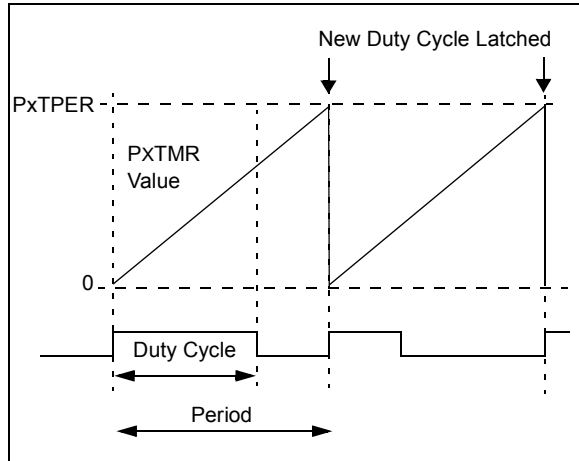 New Duty Cycle Latched
PxTPER
PXTMR
Value
0
Duty Cycle
Period